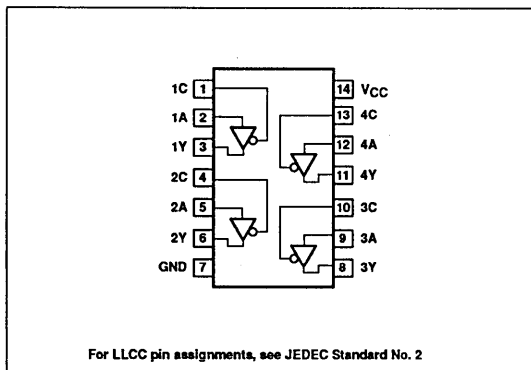 1C 1 14 VCC
1A 2 13 4C
1Y 3 12 4A
2C 4 11 4Y
2A 5 10 3C
2Y 6 9 3A
GND 7 8 3Y
For LLCC pin assignments, see JEDEC Standard No. 2